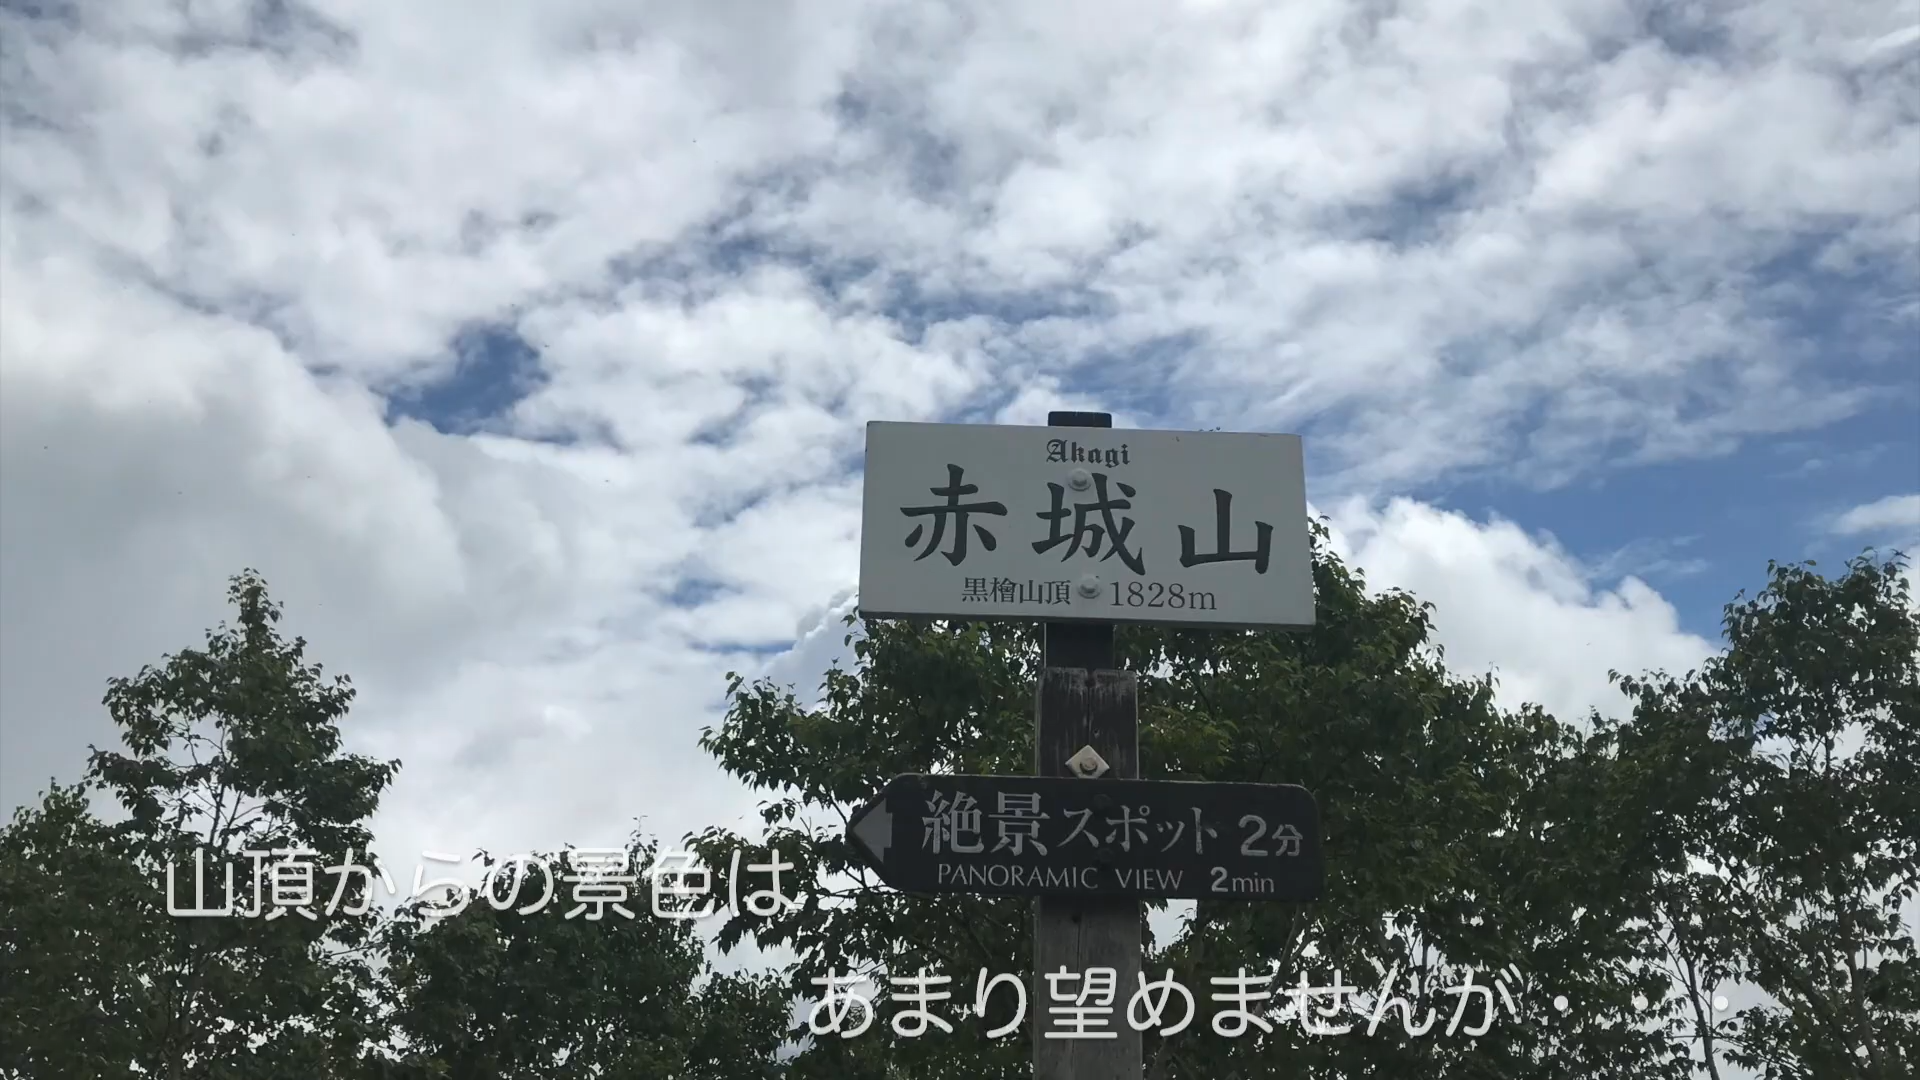 Akagi
赤城山
黒檜山頂 1828m
絶景スポット 2分
PANORAMIC VIEW 2min
山頂からの景色は
あまり望めませんが・・・